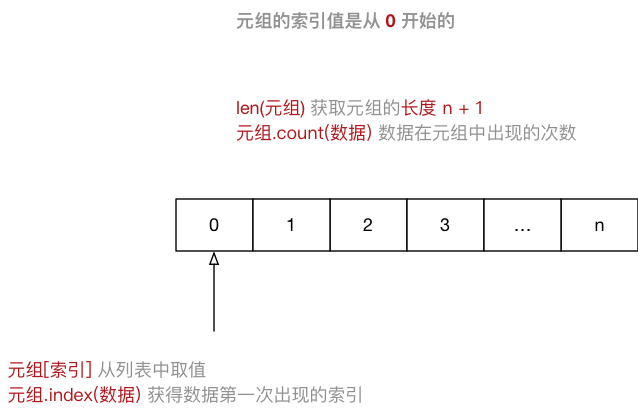 元组的索引值是从 0 开始的
len(元组) 获取元组的长度 n + 1
元组.count(数据) 数据在元组中出现的次数
0 1 2 3 ... n
元组[索引] 从列表中取值
元组.index(数据) 获得数据第一次出现的索引